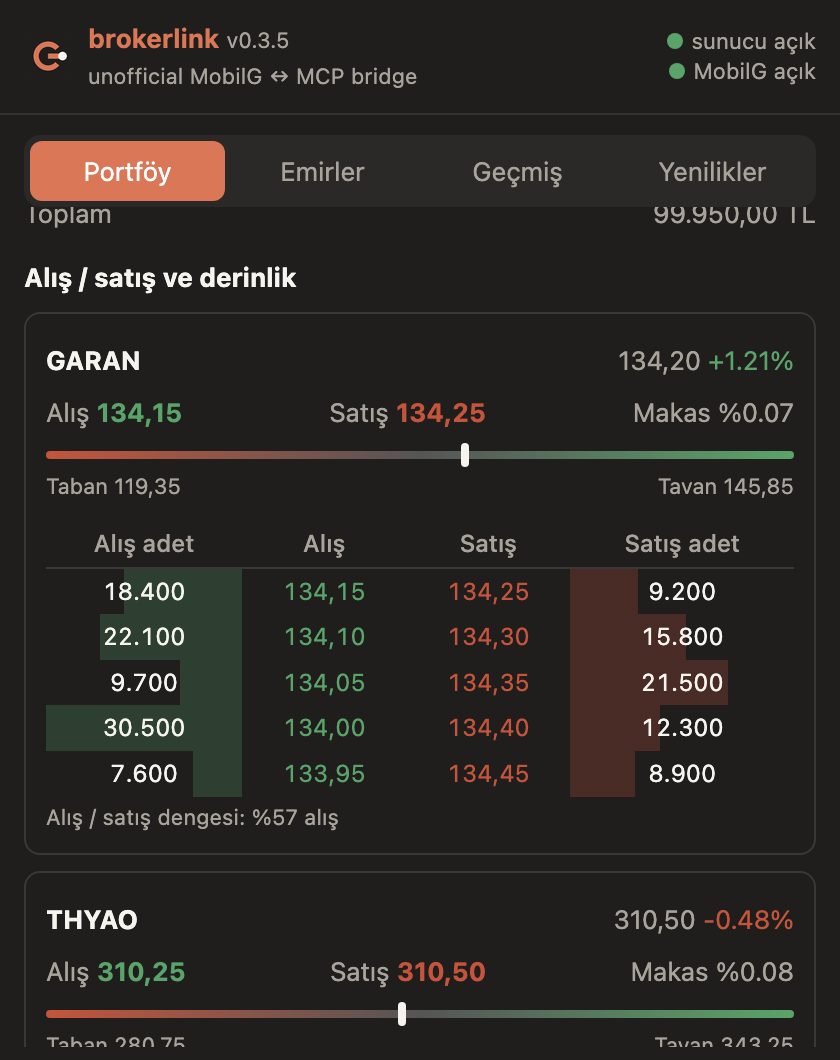 brokerlink v0.3.5
unofficial MobilG ↔ MCP bridge
sunucu açık
MobilG açık
Portföy Emirler Geçmiş Yenilikler
Toplam 99.950,00 TL
Alış / satış ve derinlik
GARAN 134,20 +1.21%
Alış 134,15 Satış 134,25 Makas %0.07
Taban 119,35 Tavan 145,85
Alış adet Alış Satış Satış adet
18.400 134,15 134,25 9.200
22.100 134,10 134,30 15.800
9.700 134,05 134,35 21.500
30.500 134,00 134,40 12.300
7.600 133,95 134,45 8.900
Alış / satış dengesi: %57 alış
THYAO 310,50 -0.48%
Alış 310,25 Satış 310,50 Makas %0.08
Taban 280,75 Tavan 343,25